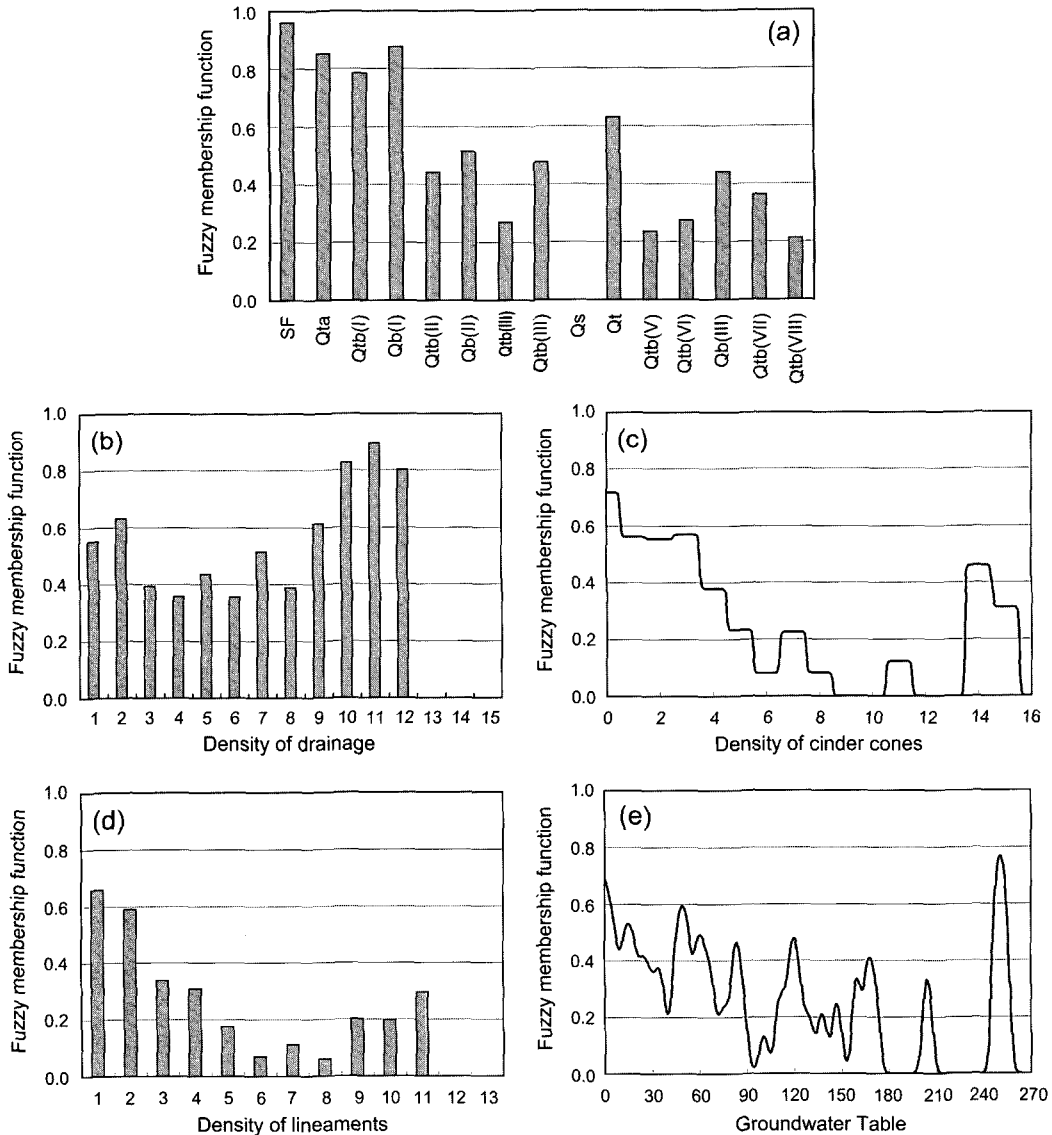 (a)
Fuzzy membership function
1.0
0.8
0.6
0.4
0.2
0.0
SF Qta Qtb(I) Qb(I) Qtb(II) Qb(II) Qtb(III) Qtb(III) Qs Qt Qtb(V) Qtb(VI) Qb(III) Qtb(VII) Qtb(VIII)
(b)
Fuzzy membership function
1.0
0.8
0.6
0.4
0.2
0.0
1 2 3 4 5 6 7 8 9 10 11 12 13 14 15
Density of drainage
(c)
Fuzzy membership function
1.0
0.8
0.6
0.4
0.2
0.0
0 2 4 6 8 10 12 14 16
Density of cinder cones
(d)
Fuzzy membership function
1.0
0.8
0.6
0.4
0.2
0.0
1 2 3 4 5 6 7 8 9 10 11 12 13
Density of lineaments
(e)
Fuzzy membership function
1.0
0.8
0.6
0.4
0.2
0.0
0 30 60 90 120 150 180 210 240 270
Groundwater Table